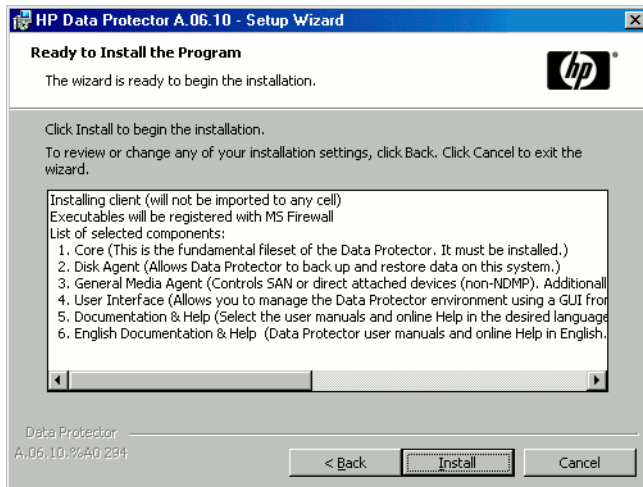 HP Data Protector A.06.10 - Setup Wizard
Ready to Install the Program
The wizard is ready to begin the installation.
hp
Click Install to begin the installation.
To review or change any of your installation settings, click Back. Click Cancel to exit the
wizard.
Installing client (will not be imported to any cell)
Executables will be registered with MS Firewall
List of selected components:
1. Core (This is the fundamental fileset of the Data Protector. It must be installed.)
2. Disk Agent (Allows Data Protector to back up and restore data on this system.)
3. General Media Agent (Controls SAN or direct attached devices (non-NDMP). Additionall
4. User Interface (Allows you to manage the Data Protector environment using a GUI fror
5. Documentation & Help (Select the user manuals and online Help in the desired language
6. English Documentation & Help (Data Protector user manuals and online Help in English.
Data Protector
A.06.10.%A0 294
< Back
Install
Cancel